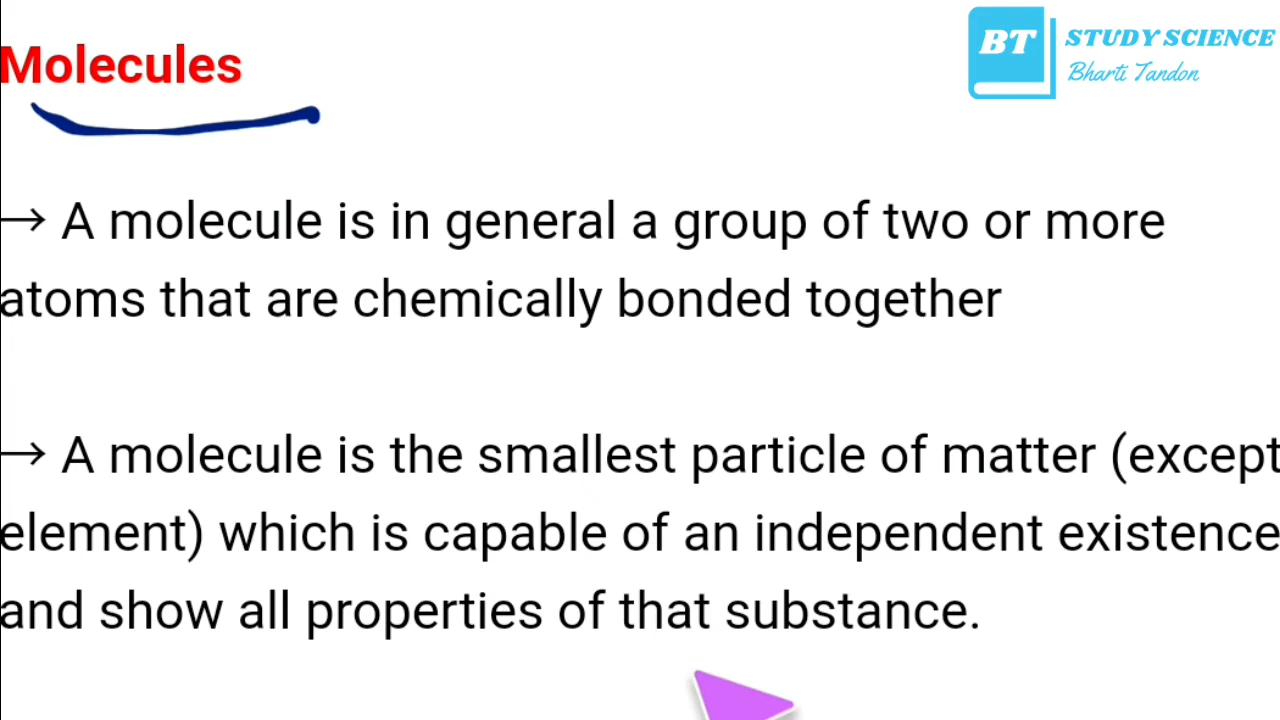 BT STUDY SCIENCE
Bharti Tandon
Molecules
→ A molecule is in general a group of two or more
atoms that are chemically bonded together
→ A molecule is the smallest particle of matter (except
element) which is capable of an independent existence
and show all properties of that substance.